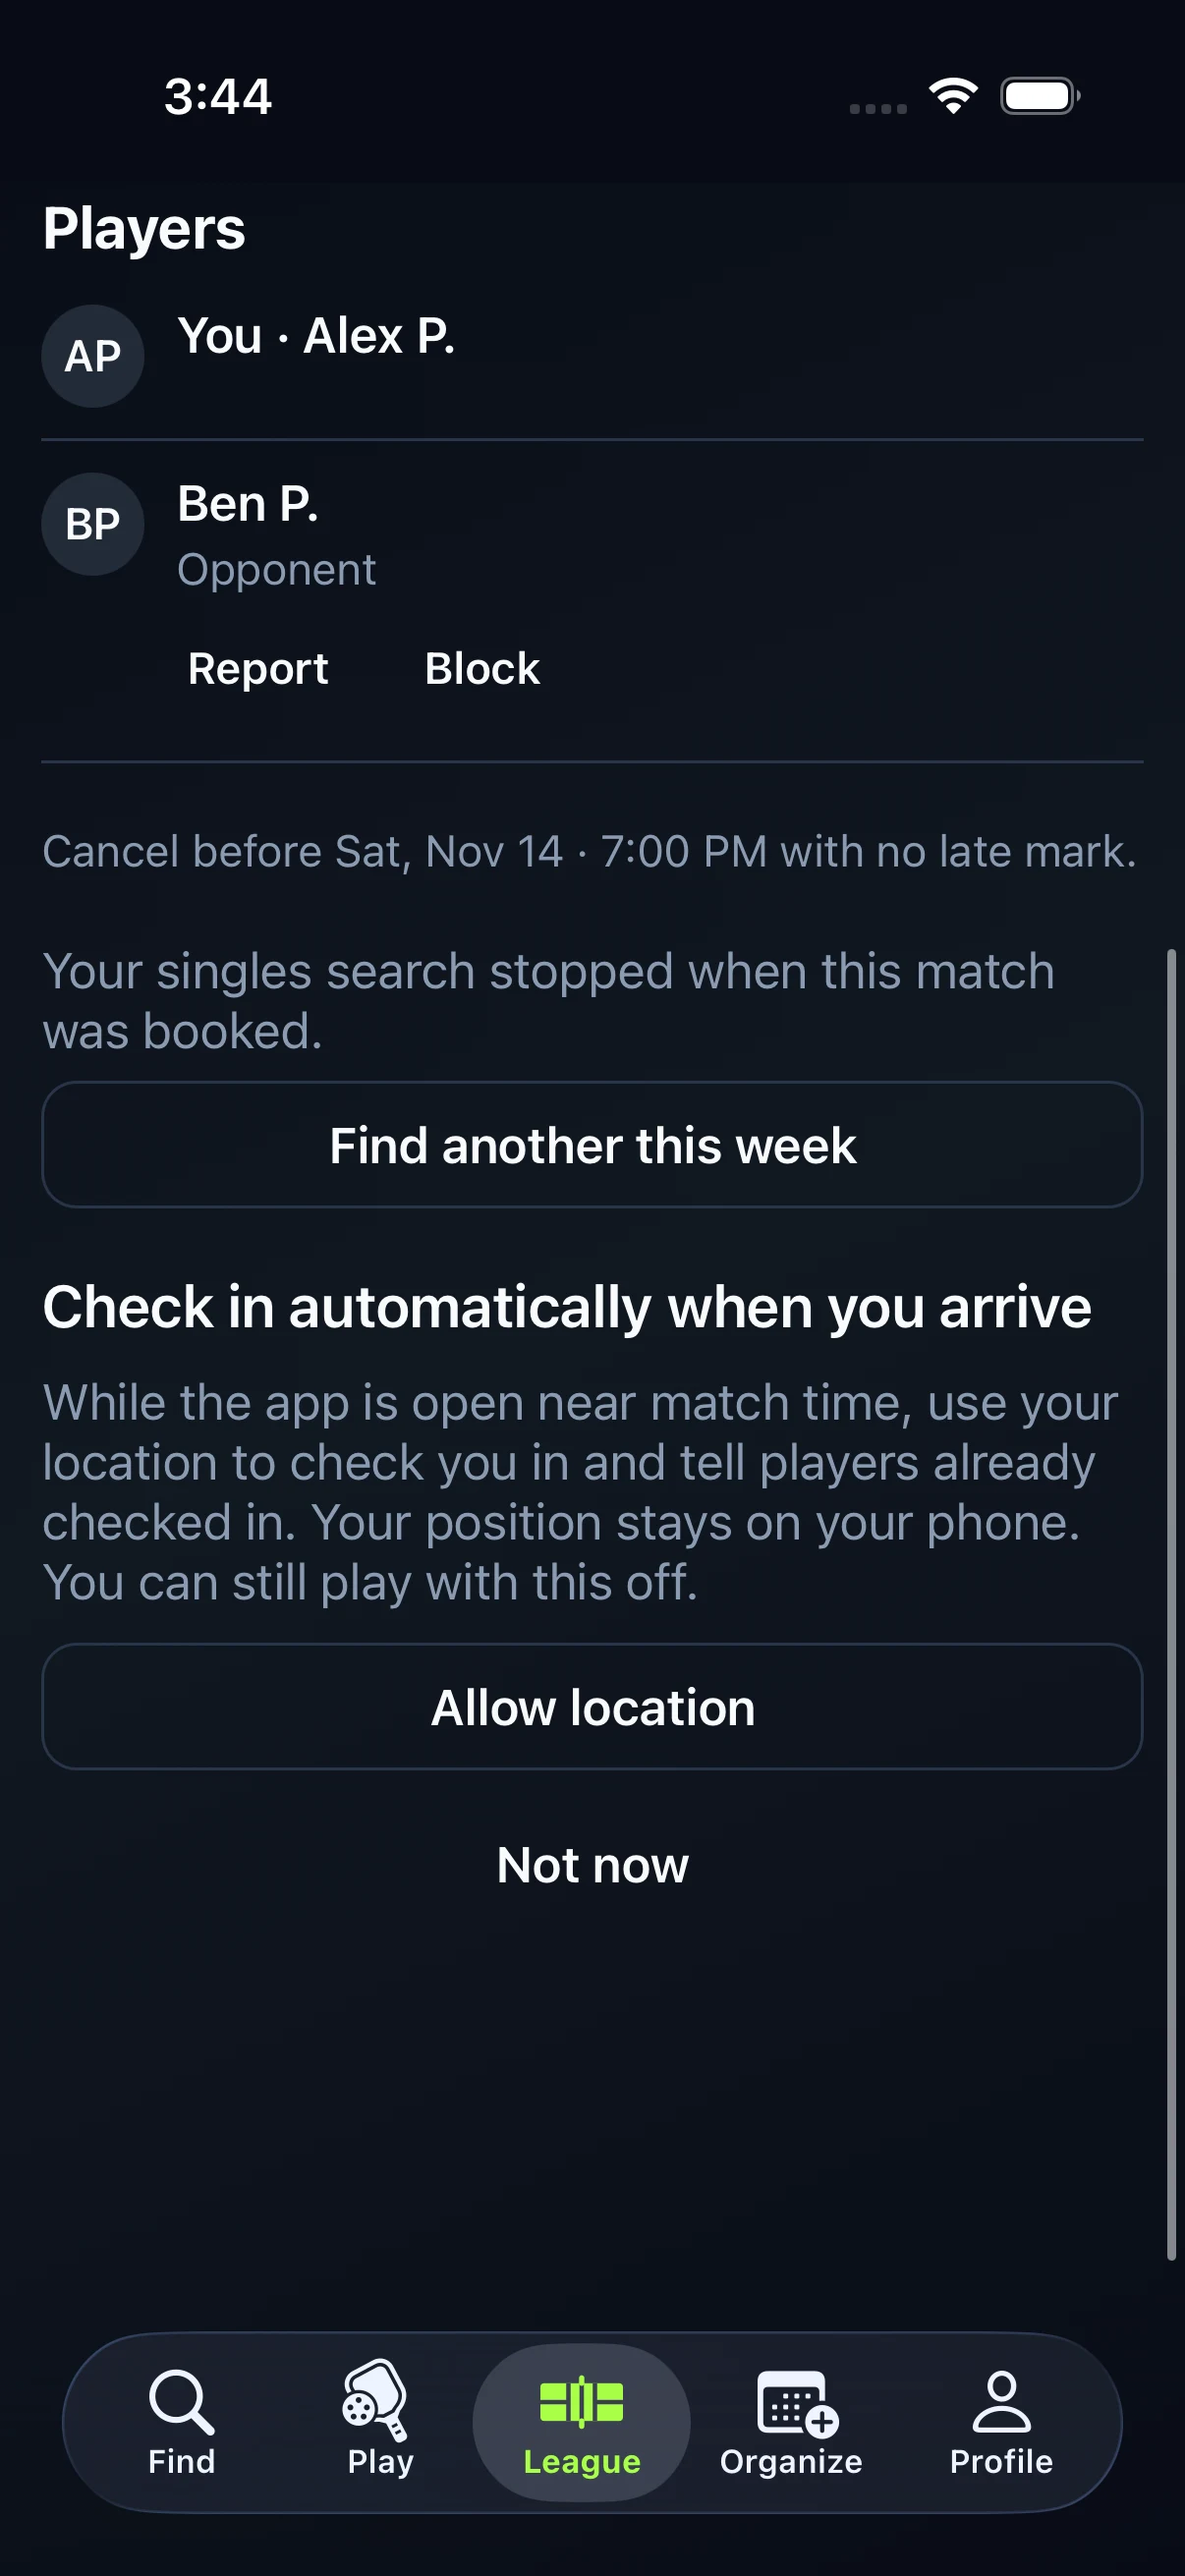 3:44
Players
AP
You · Alex P.
BP
Ben P.
Opponent
Report Block
Cancel before Sat, Nov 14 · 7:00 PM with no late mark.
Your singles search stopped when this match
was booked.
Find another this week
Check in automatically when you arrive
While the app is open near match time, use your
location to check you in and tell players already
checked in. Your position stays on your phone.
You can still play with this off.
Allow location
Not now
Find Play League Organize Profile